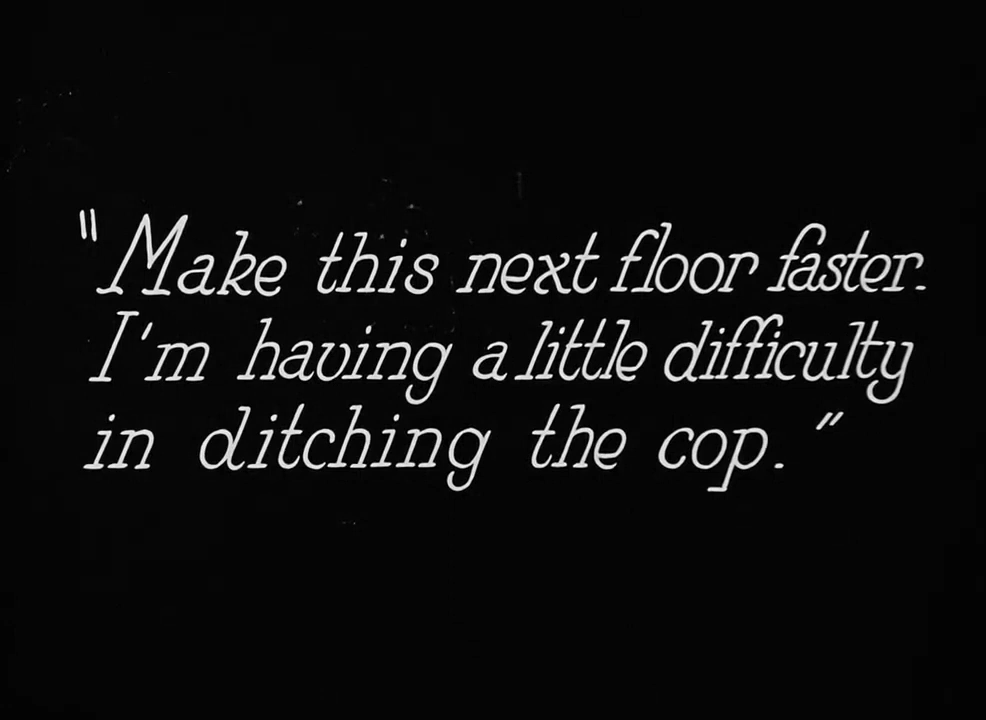 "Make this next floor faster.
I'm having a little difficulty
in ditching the cop."